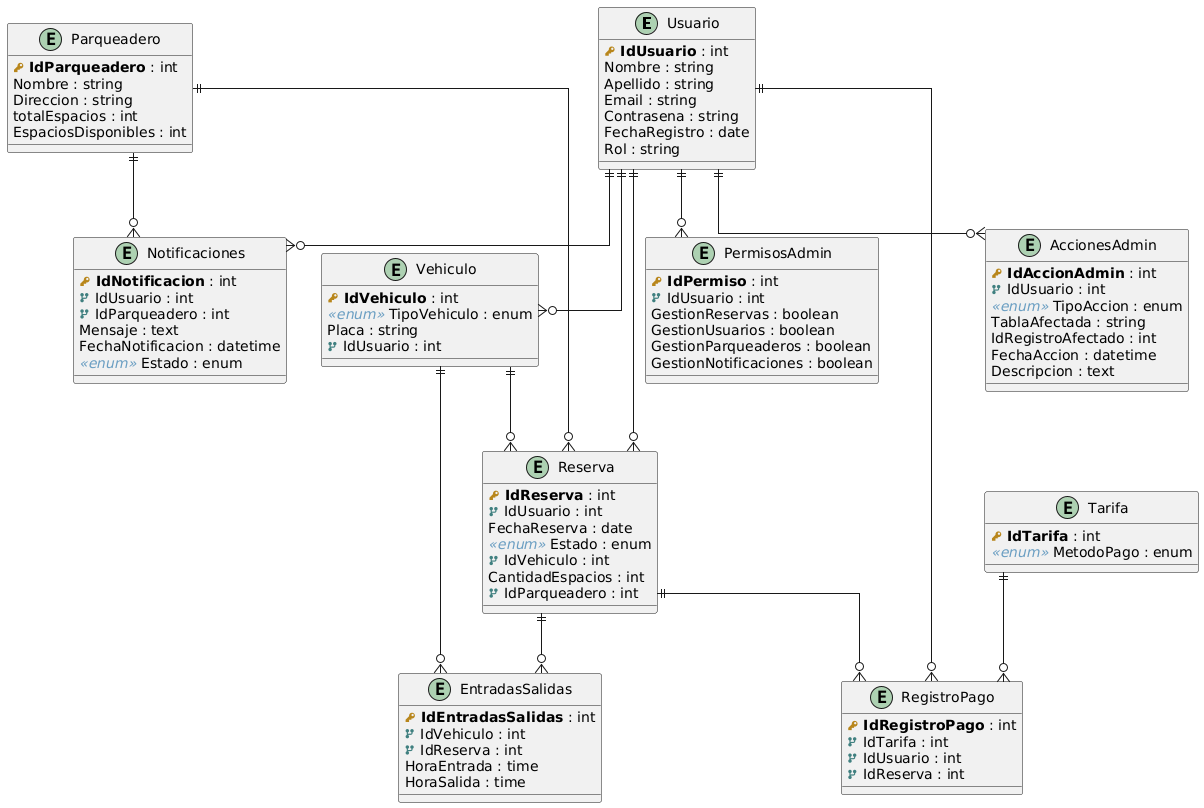 E Parqueadero
IdParqueadero : int
Nombre : string
Direccion : string
totalEspacios : int
EspaciosDisponibles : int
E Usuario
IdUsuario : int
Nombre : string
Apellido : string
Email : string
Contrasena : string
FechaRegistro : date
Rol : string
E Notificaciones
IdNotificacion : int
IdUsuario : int
IdParqueadero : int
Mensaje : text
FechaNotificacion : datetime
«enum» Estado : enum
E Vehiculo
IdVehiculo : int
«enum» TipoVehiculo : enum
Placa : string
IdUsuario : int
E PermisosAdmin
IdPermiso : int
IdUsuario : int
GestionReservas : boolean
GestionUsuarios : boolean
GestionParqueaderos : boolean
GestionNotificaciones : boolean
E AccionesAdmin
IdAccionAdmin : int
IdUsuario : int
«enum» TipoAccion : enum
TablaAfectada : string
IdRegistroAfectado : int
FechaAccion : datetime
Descripcion : text
E Reserva
IdReserva : int
IdUsuario : int
FechaReserva : date
«enum» Estado : enum
IdVehiculo : int
CantidadEspacios : int
IdParqueadero : int
E Tarifa
IdTarifa : int
«enum» MetodoPago : enum
E EntradasSalidas
IdEntradasSalidas : int
IdVehiculo : int
IdReserva : int
HoraEntrada : time
HoraSalida : time
E RegistroPago
IdRegistroPago : int
IdTarifa : int
IdUsuario : int
IdReserva : int